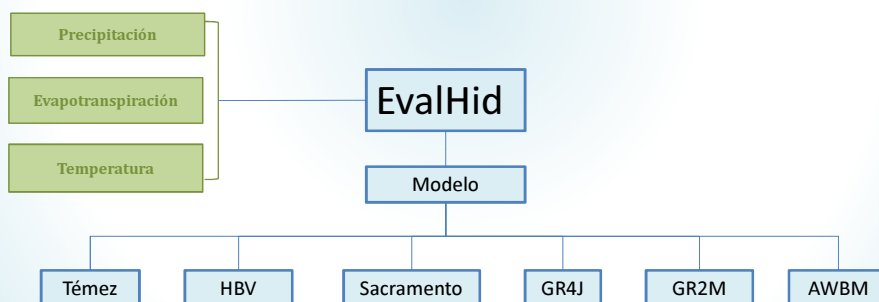 Precipitación
Evapotranspiración
Temperatura
EvalHid
Modelo
Témez
HBV
Sacramento
GR4J
GR2M
AWBM